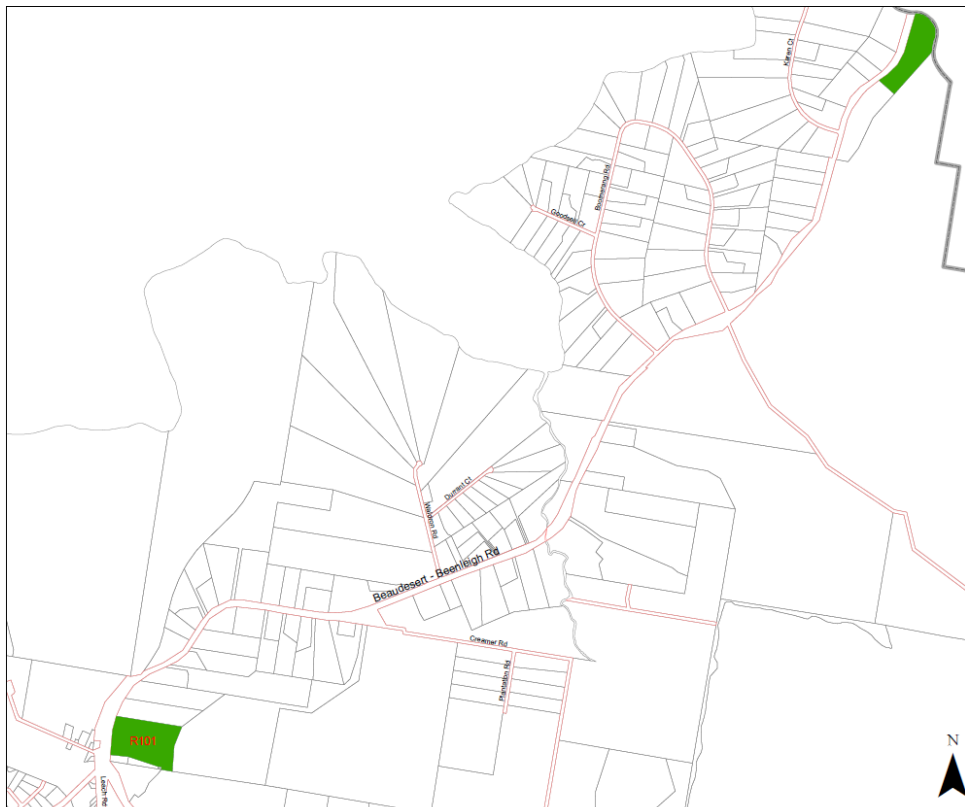 Karen Ct
Boomerang Rd
Goodsell Ct
Durrant Ct
Waldron Rd
Beaudesert - Beenleigh Rd
Creamer Rd
Plantation Rd
R101
N
Leach Rd